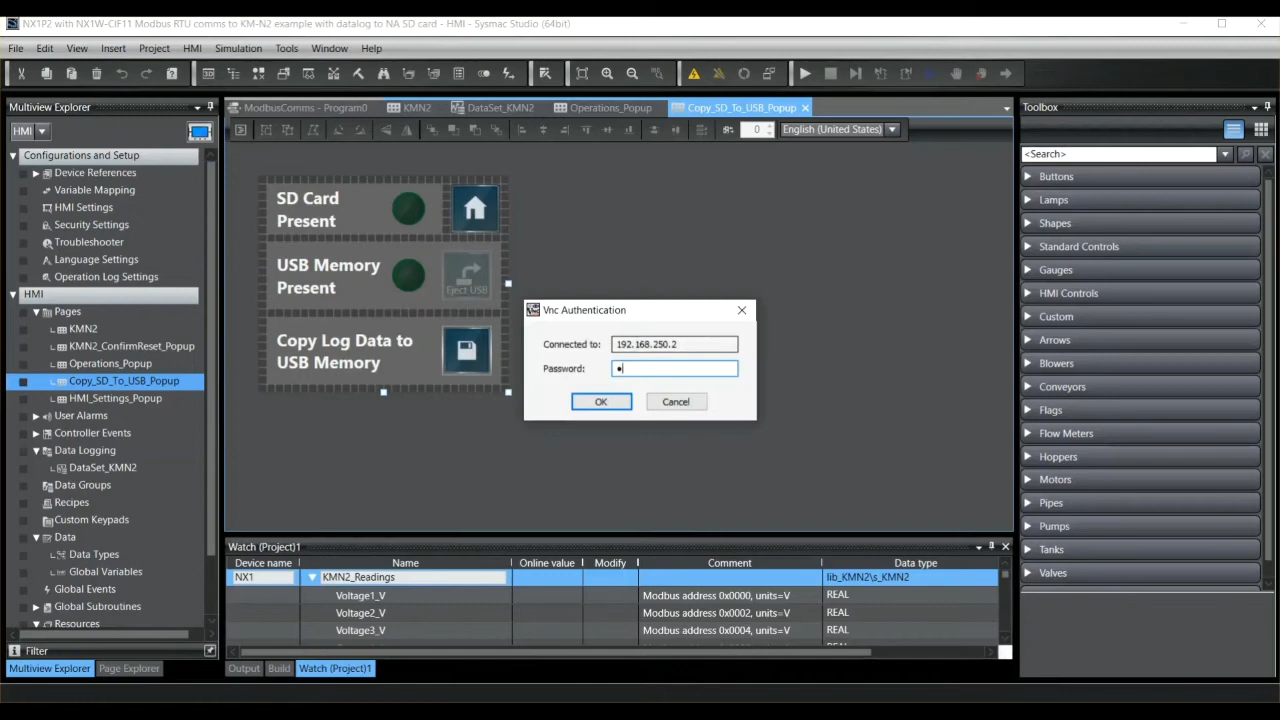 NX1P2 with NX1W-CIF11 Modbus RTU comms to KM-N2 example with datalog to NA SD card - HMI - Sysmac Studio (64bit)
File Edit View Insert Project HMI Simulation Tools Window Help
Multiview Explorer
HMI
Configurations and Setup
Device References
Variable Mapping
HMI Settings
Security Settings
Troubleshooter
Language Settings
Operation Log Settings
HMI
Pages
KMN2
KMN2_ConfirmReset_Popup
Operations_Popup
Copy_SD_To_USB_Popup
HMI_Settings_Popup
User Alarms
Controller Events
Data Logging
DataSet_KMN2
Data Groups
Recipes
Custom Keypads
Data
Data Types
Global Variables
Global Events
Global Subroutines
Resources
Filter
Multiview Explorer Page Explorer
ModbusComms - Program0 KMN2 DataSet_KMN2 Operations_Popup Copy_SD_To_USB_Popup
0 English (United States)
SD Card
Present
USB Memory
Present
Eject USB
Copy Log Data to
USB Memory
Vnc Authentication
Connected to: 192.168.250.2
Password:
OK Cancel
Watch (Project)1
Device name Name Online value Modify Comment Data type
NX1 KMN2_Readings lib_KMN2\s_KMN2
Voltage1_V Modbus address 0x0000, units=V REAL
Voltage2_V Modbus address 0x0002, units=V REAL
Voltage3_V Modbus address 0x0004, units=V REAL
Output Build Watch (Project)1
Toolbox
<Search>
Buttons
Lamps
Shapes
Standard Controls
Gauges
HMI Controls
Custom
Arrows
Blowers
Conveyors
Flags
Flow Meters
Hoppers
Motors
Pipes
Pumps
Tanks
Valves